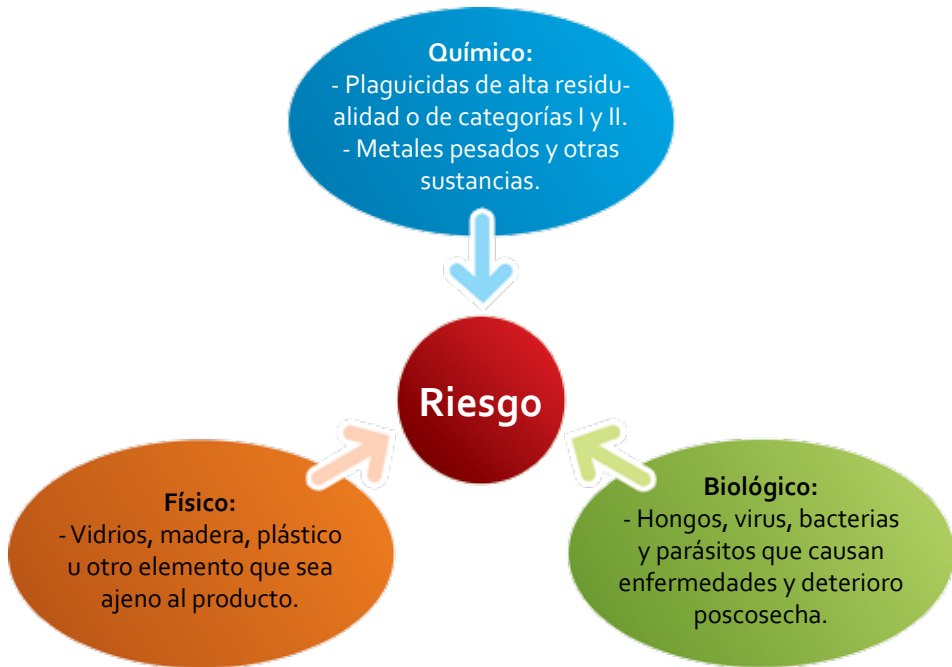 Químico:
- Plaguicidas de alta residu-
alidad o de categorías I y II.
- Metales pesados y otras
sustancias.
Riesgo
Físico:
- Vidrios, madera, plástico
u otro elemento que sea
ajeno al producto.
Biológico:
- Hongos, virus, bacterias
y parásitos que causan
enfermedades y deterioro
poscosecha.